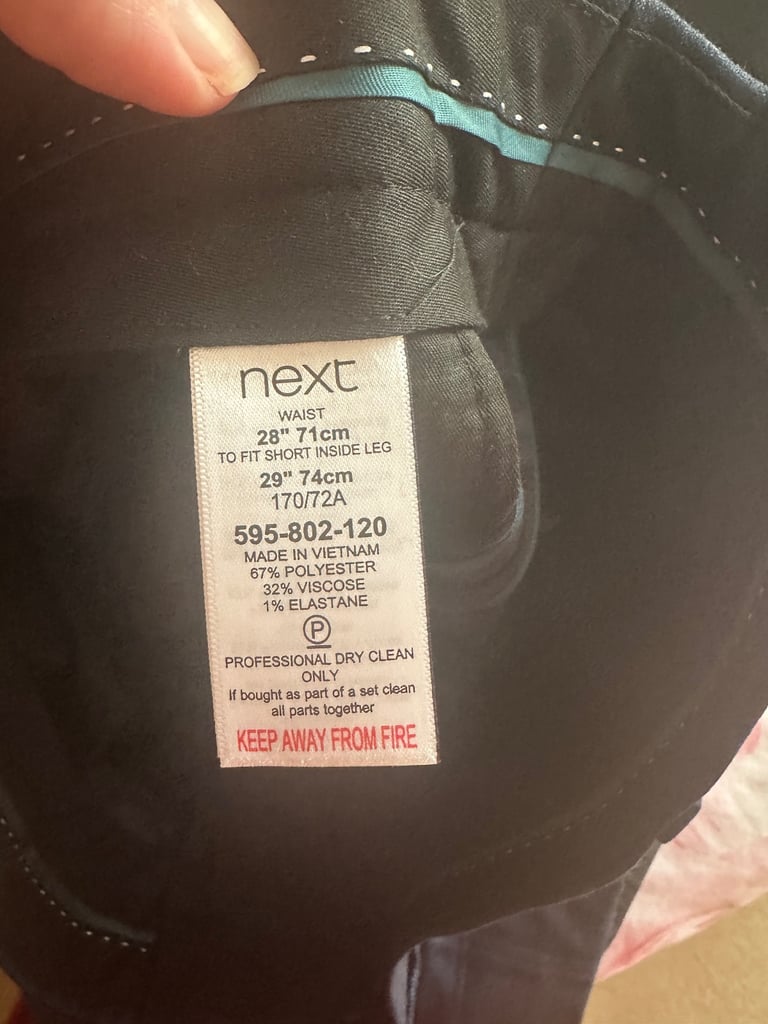 next
WAIST
28" 71cm
TO FIT SHORT INSIDE LEG
29" 74cm
170/72A
595-802-120
MADE IN VIETNAM
67% POLYESTER
32% VISCOSE
1% ELASTANE
P
PROFESSIONAL DRY CLEAN
ONLY
If bought as part of a set clean
all parts together
KEEP AWAY FROM FIRE